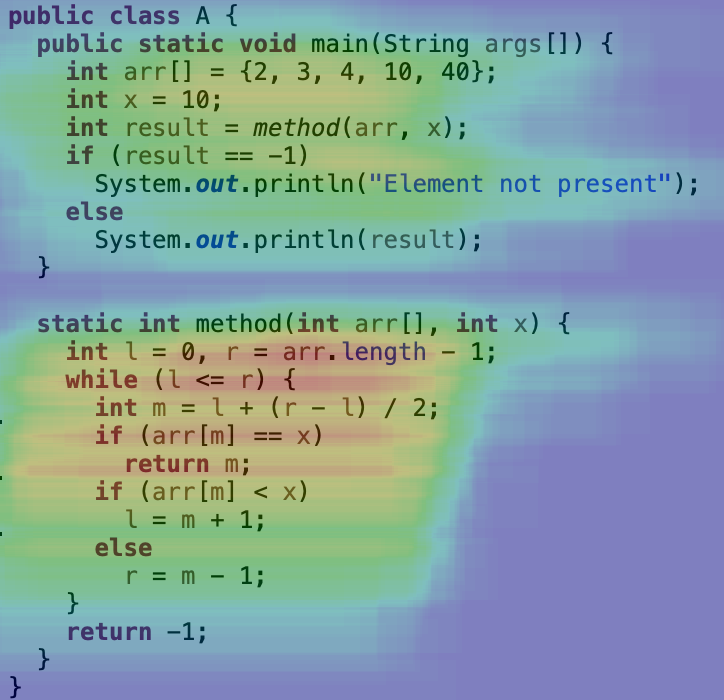 public class A {
  public static void main(String args[]) {
    int arr[] = {2, 3, 4, 10, 40};
    int x = 10;
    int result = method(arr, x);
    if (result == -1)
      System.out.println("Element not present");
    else
      System.out.println(result);
  }

  static int method(int arr[], int x) {
    int l = 0, r = arr.length - 1;
    while (l <= r) {
      int m = l + (r - l) / 2;
      if (arr[m] == x)
        return m;
      if (arr[m] < x)
        l = m + 1;
      else
        r = m - 1;
    }
    return -1;
  }
}